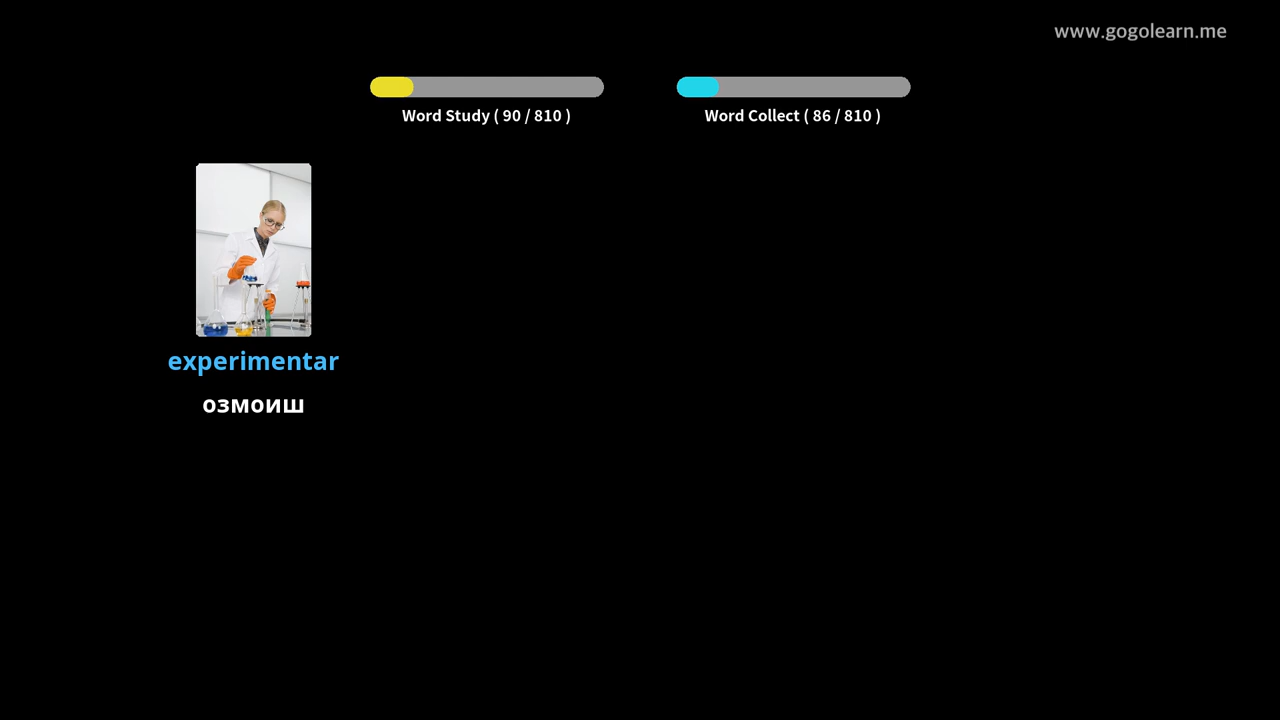 www.gogolearn.me
Word Study ( 90 / 810 )
Word Collect ( 86 / 810 )
experimentar
озмоиш